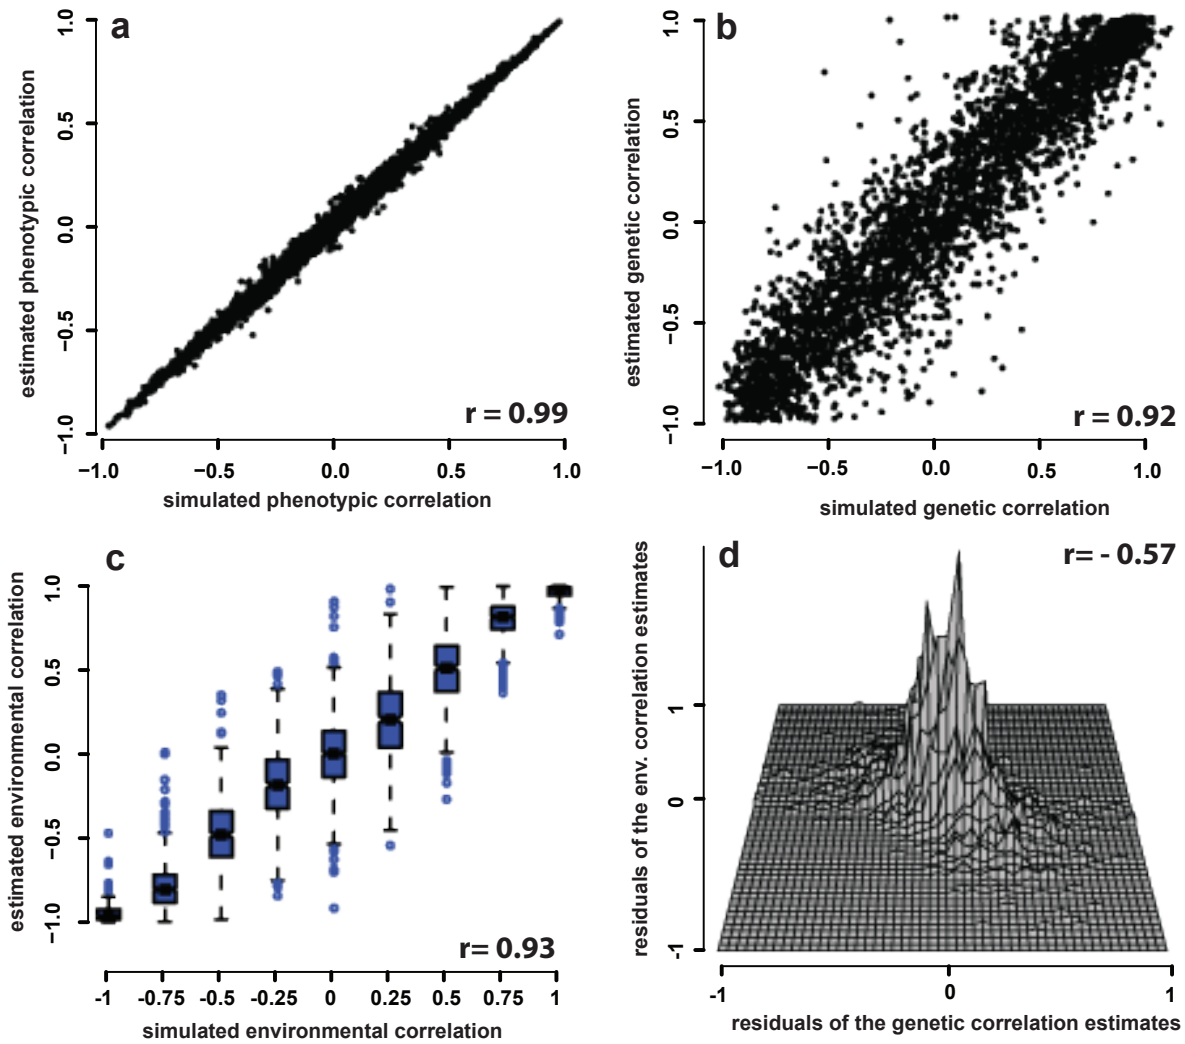 a
estimated phenotypic correlation
1.0
0.5
0.0
−0.5
−1.0
r = 0.99
−1.0 −0.5 0.0 0.5 1.0
simulated phenotypic correlation
b
estimated genetic correlation
1.0
0.5
0.0
−0.5
−1.0
r = 0.92
−1.0 −0.5 0.0 0.5 1.0
simulated genetic correlation
c
estimated environmental correlation
1.0
0.5
0.0
−0.5
−1.0
r= 0.93
-1 -0.75 -0.5 -0.25 0 0.25 0.5 0.75 1
simulated environmental correlation
d
r= - 0.57
residuals of the env. correlation estimates
1
0
-1
-1 0 1
residuals of the genetic correlation estimates